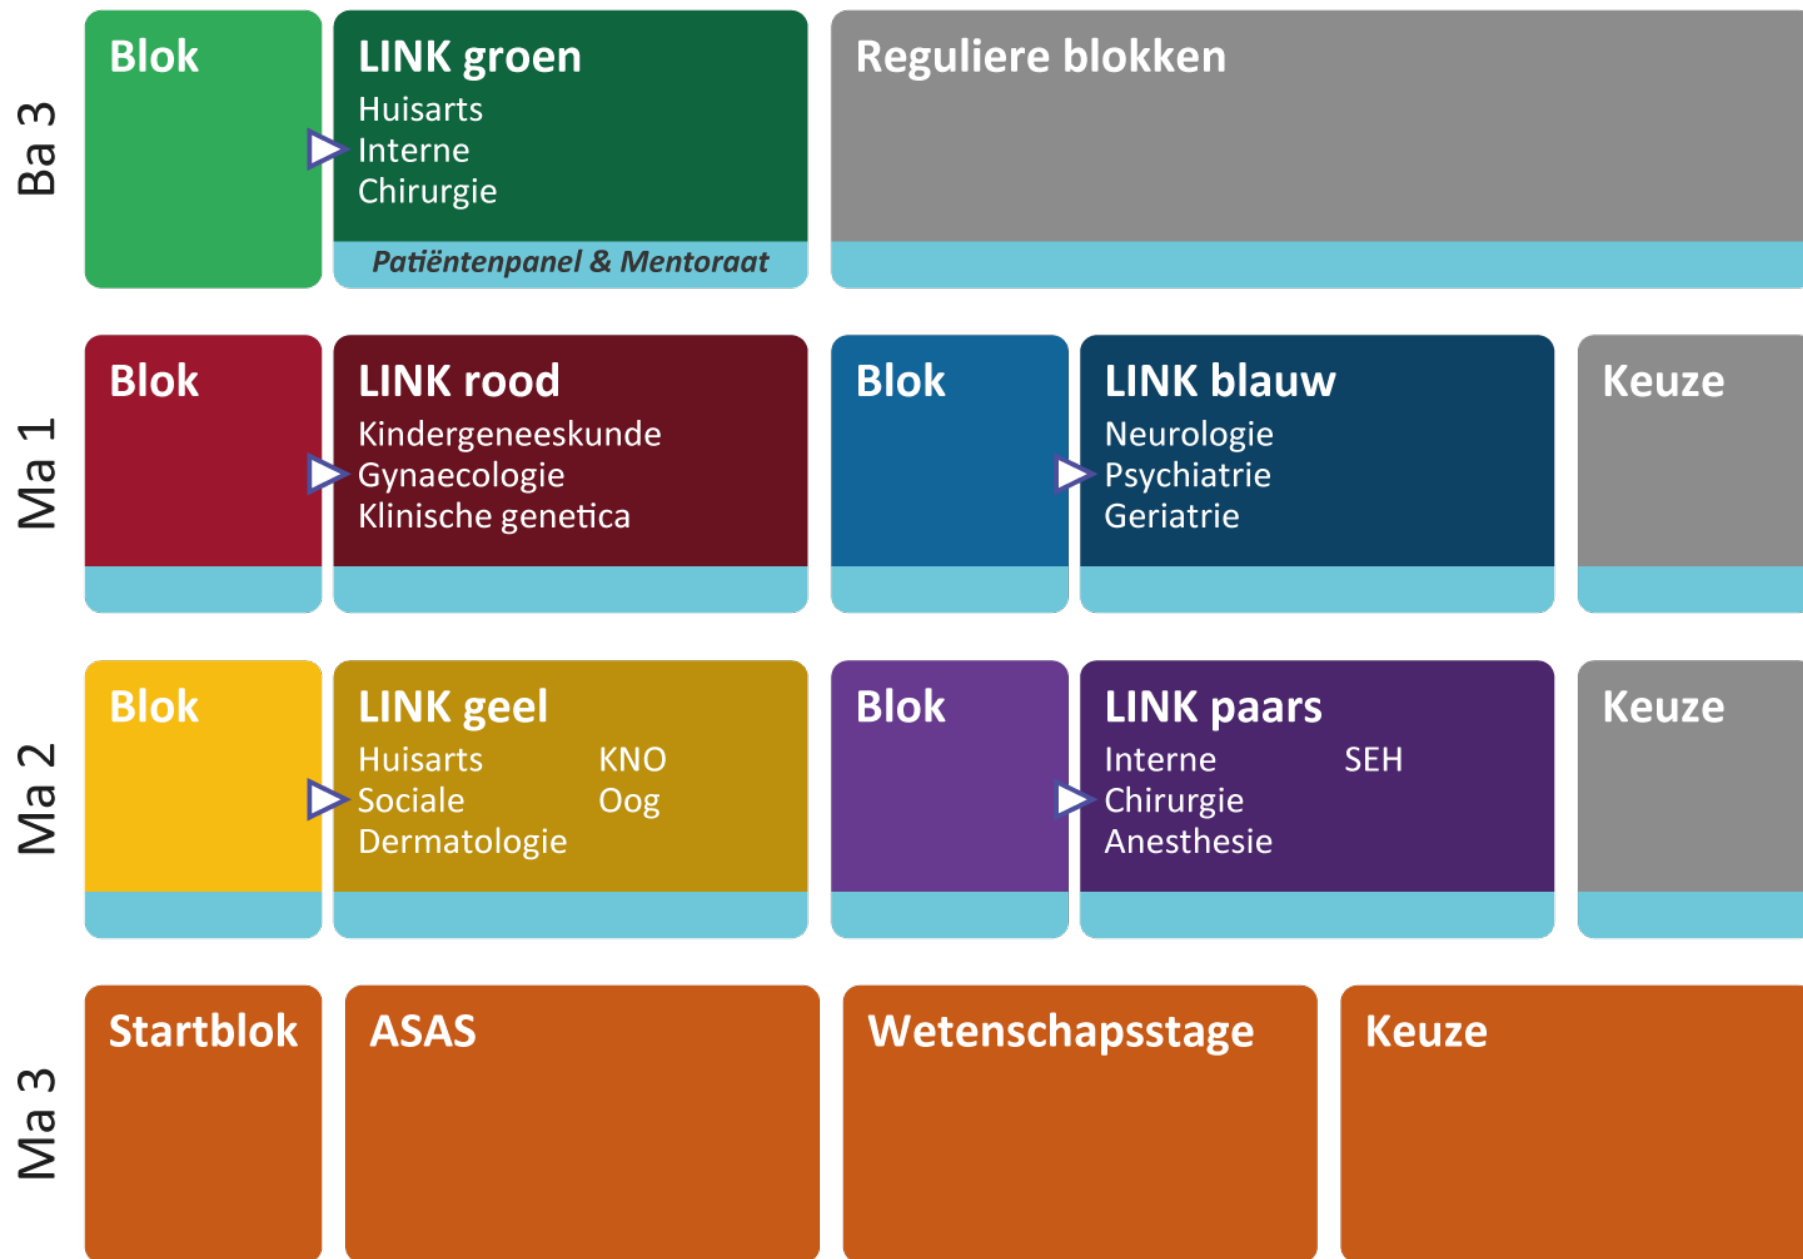 Ba 3
Blok
LINK groen
Huisarts
Interne
Chirurgie
Patiëntenpanel & Mentoraat
Reguliere blokken
Ma 1
Blok
LINK rood
Kindergeneeskunde
Gynaecologie
Klinische genetica
Blok
LINK blauw
Neurologie
Psychiatrie
Geriatrie
Keuze
Ma 2
Blok
LINK geel
Huisarts KNO
Sociale Oog
Dermatologie
Blok
LINK paars
Interne SEH
Chirurgie
Anesthesie
Keuze
Ma 3
Startblok
ASAS
Wetenschapsstage
Keuze